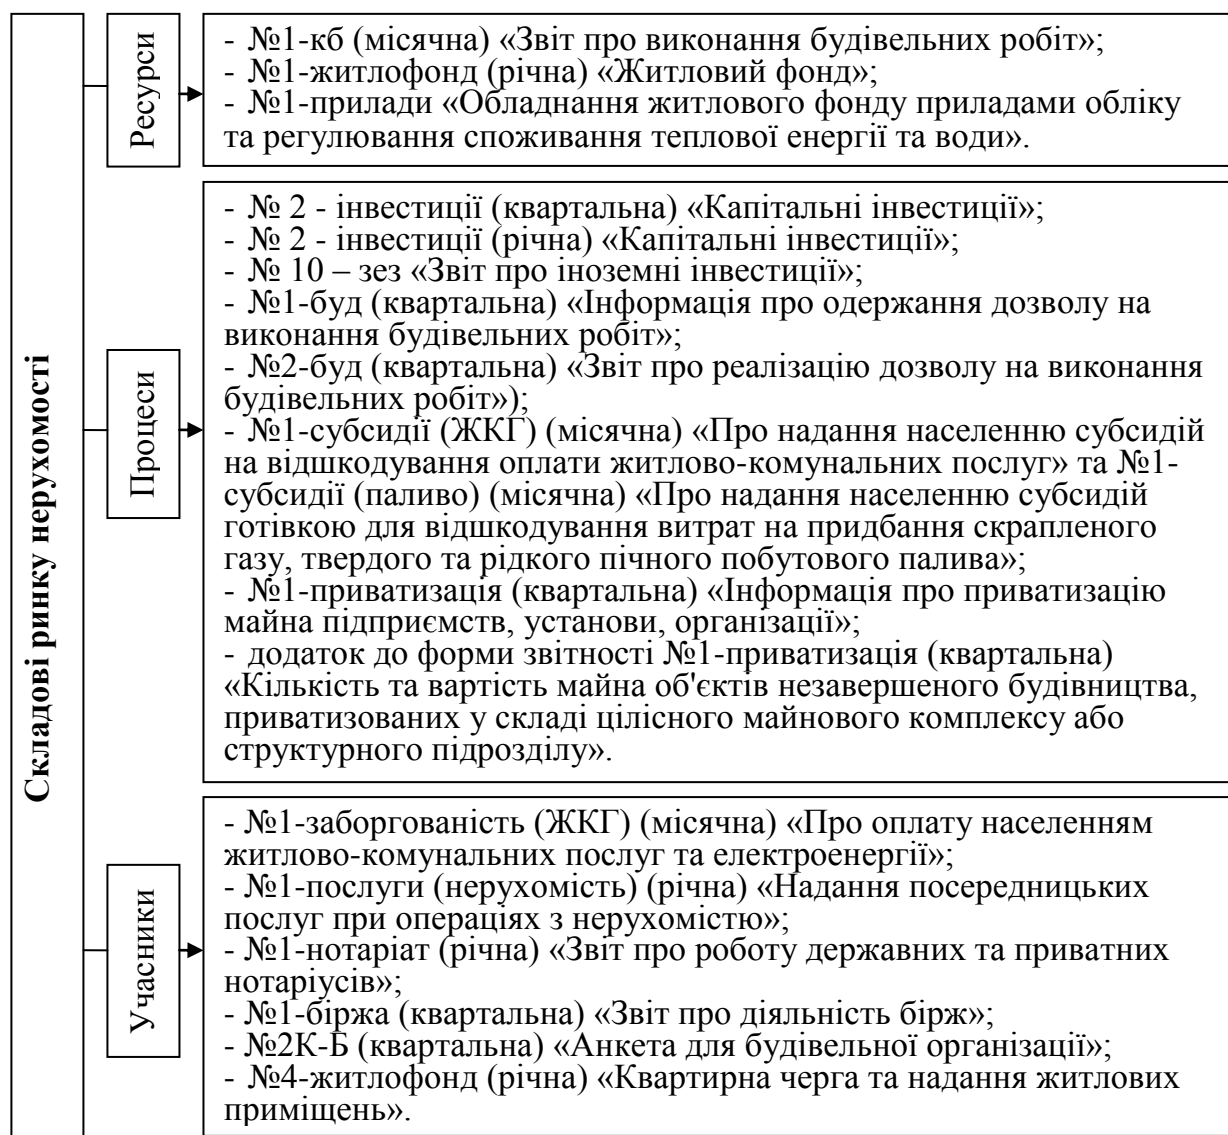 Складові ринку нерухомості
Ресурси
- №1-кб (місячна) «Звіт про виконання будівельних робіт»;
- №1-житлофонд (річна) «Житловий фонд»;
- №1-прилади «Обладнання житлового фонду приладами обліку
та регулювання споживання теплової енергії та води».
Процеси
- № 2 - інвестиції (квартальна) «Капітальні інвестиції»;
- № 2 - інвестиції (річна) «Капітальні інвестиції»;
- № 10 – зез «Звіт про іноземні інвестиції»;
- №1-буд (квартальна) «Інформація про одержання дозволу на
виконання будівельних робіт»;
- №2-буд (квартальна) «Звіт про реалізацію дозволу на виконання
будівельних робіт»);
- №1-субсидії (ЖКГ) (місячна) «Про надання населенню субсидій
на відшкодування оплати житлово-комунальних послуг» та №1-
субсидії (паливо) (місячна) «Про надання населенню субсидій
готівкою для відшкодування витрат на придбання скрапленого
газу, твердого та рідкого пічного побутового палива»;
- №1-приватизація (квартальна) «Інформація про приватизацію
майна підприємств, установи, організації»;
- додаток до форми звітності №1-приватизація (квартальна)
«Кількість та вартість майна об'єктів незавершеного будівництва,
приватизованих у складі цілісного майнового комплексу або
структурного підрозділу».
Учасники
- №1-заборгованість (ЖКГ) (місячна) «Про оплату населенням
житлово-комунальних послуг та електроенергії»;
- №1-послуги (нерухомість) (річна) «Надання посередницьких
послуг при операціях з нерухомістю»;
- №1-нотаріат (річна) «Звіт про роботу державних та приватних
нотаріусів»;
- №1-біржа (квартальна) «Звіт про діяльність бірж»;
- №2К-Б (квартальна) «Анкета для будівельної організації»;
- №4-житлофонд (річна) «Квартирна черга та надання житлових
приміщень».